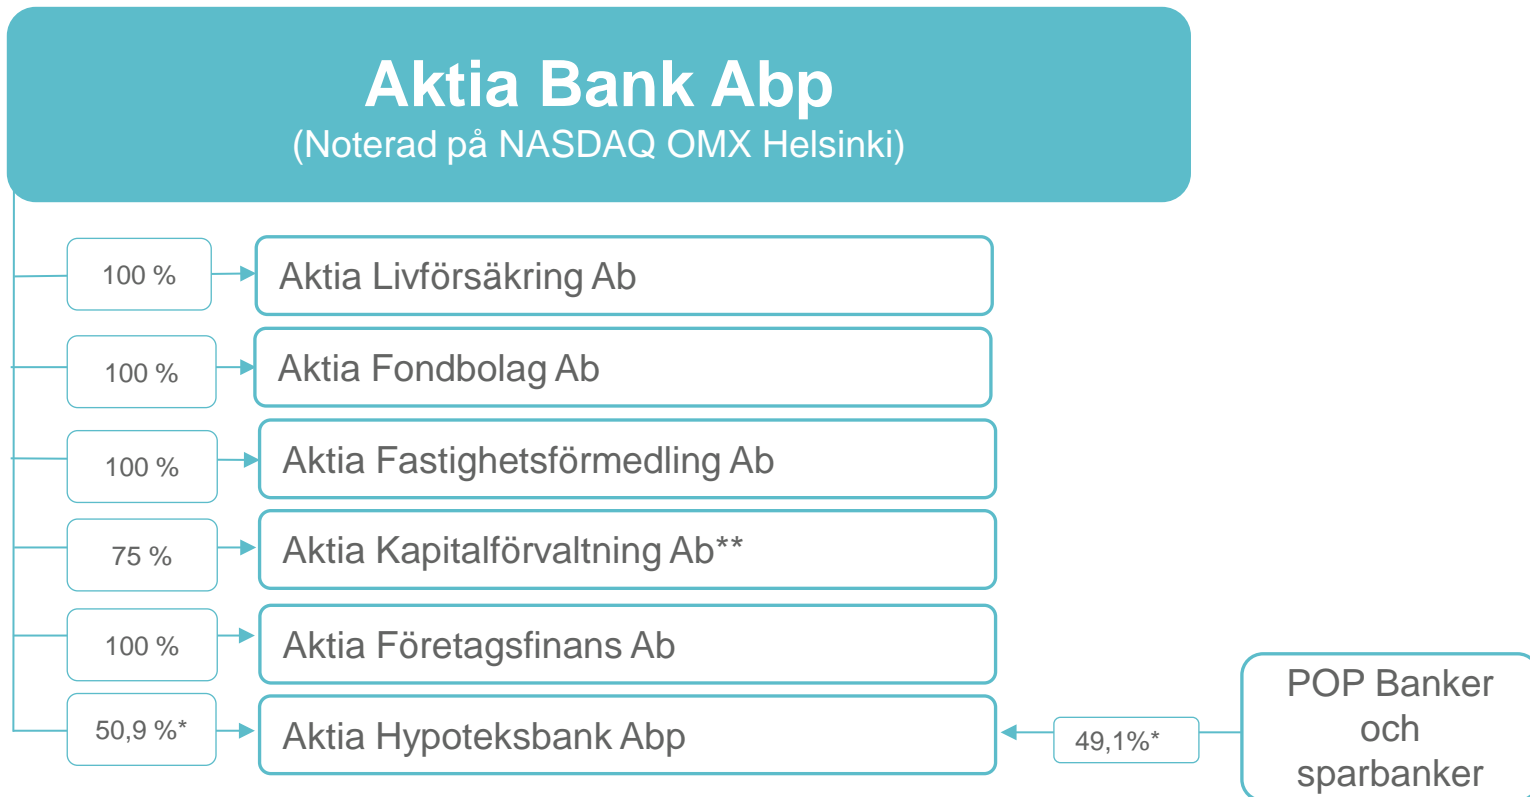 Aktia Bank Abp
(Noterad på NASDAQ OMX Helsinki)
100 %
Aktia Livförsäkring Ab
100 %
Aktia Fondbolag Ab
100 %
Aktia Fastighetsförmedling Ab
75 %
Aktia Kapitalförvaltning Ab**
100 %
Aktia Företagsfinans Ab
50,9 %*
Aktia Hypoteksbank Abp
49,1%*
POP Banker
och
sparbanker